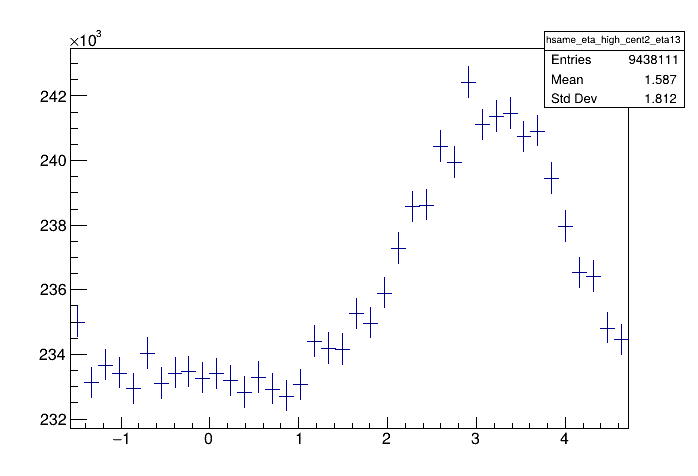 ×10³
hsame_eta_high_cent2_eta13
Entries 9438111
Mean 1.587
Std Dev 1.812
242
240
238
236
234
232
−1 0 1 2 3 4